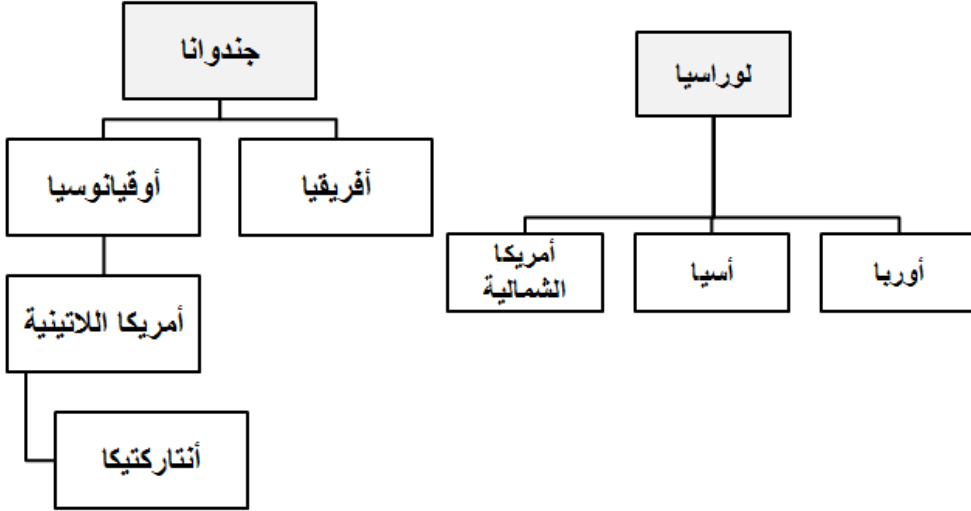 لوراسيا
أوربا
أسيا
أمريكا
الشمالية
جندوانا
أفريقيا
أوقيانوسيا
أمريكا اللاتينية
أنتاركتيكا